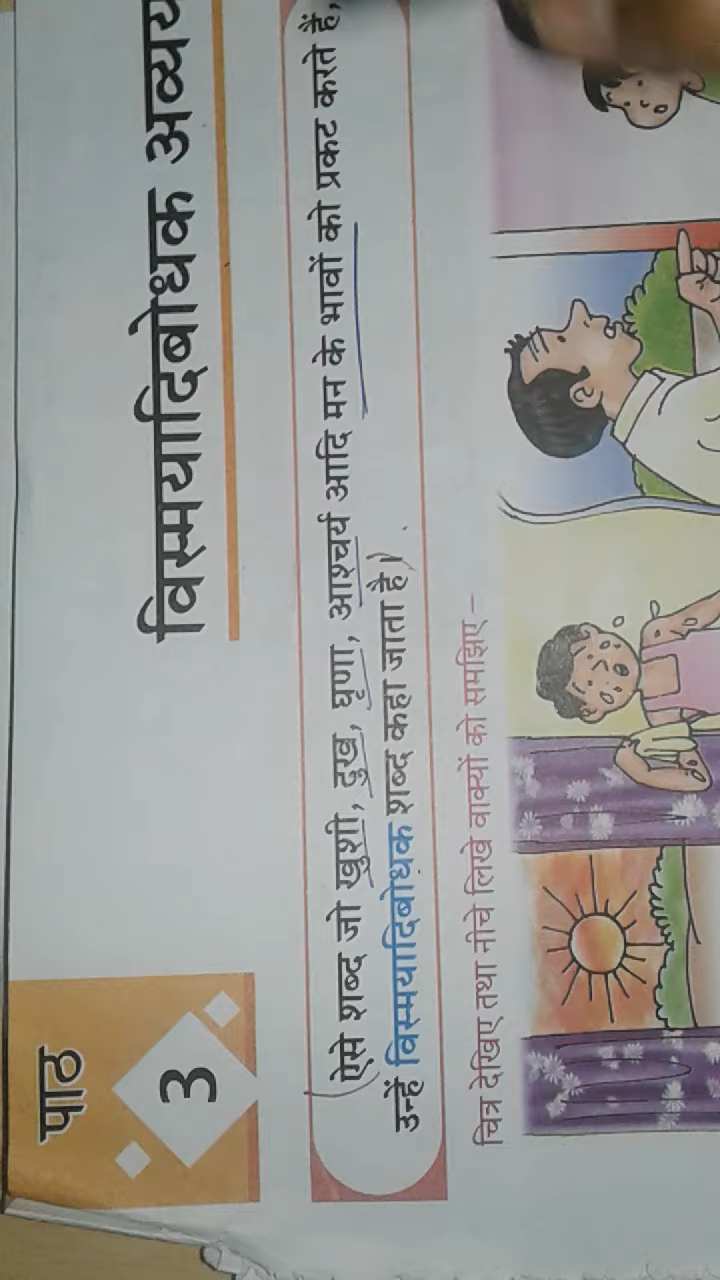 पाठ
3
विस्मयादिबोधक अव्यय
ऐसे शब्द जो खुशी, दुख, घृणा, आश्चर्य आदि मन के भावों को प्रकट करते हैं,
उन्हें विस्मयादिबोधक शब्द कहा जाता है।
चित्र देखिए तथा नीचे लिखे वाक्यों को समझिए –